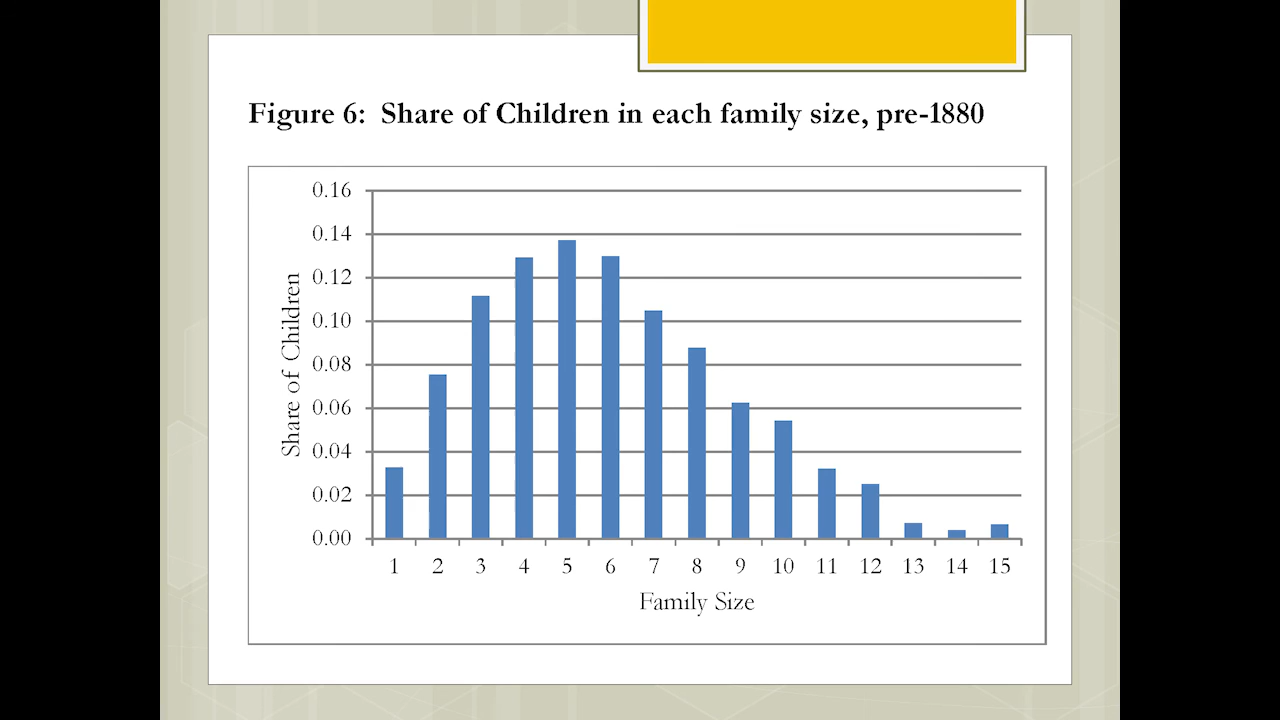 Figure 6: Share of Children in each family size, pre-1880
Share of Children
0.16
0.14
0.12
0.10
0.08
0.06
0.04
0.02
0.00
1 2 3 4 5 6 7 8 9 10 11 12 13 14 15
Family Size